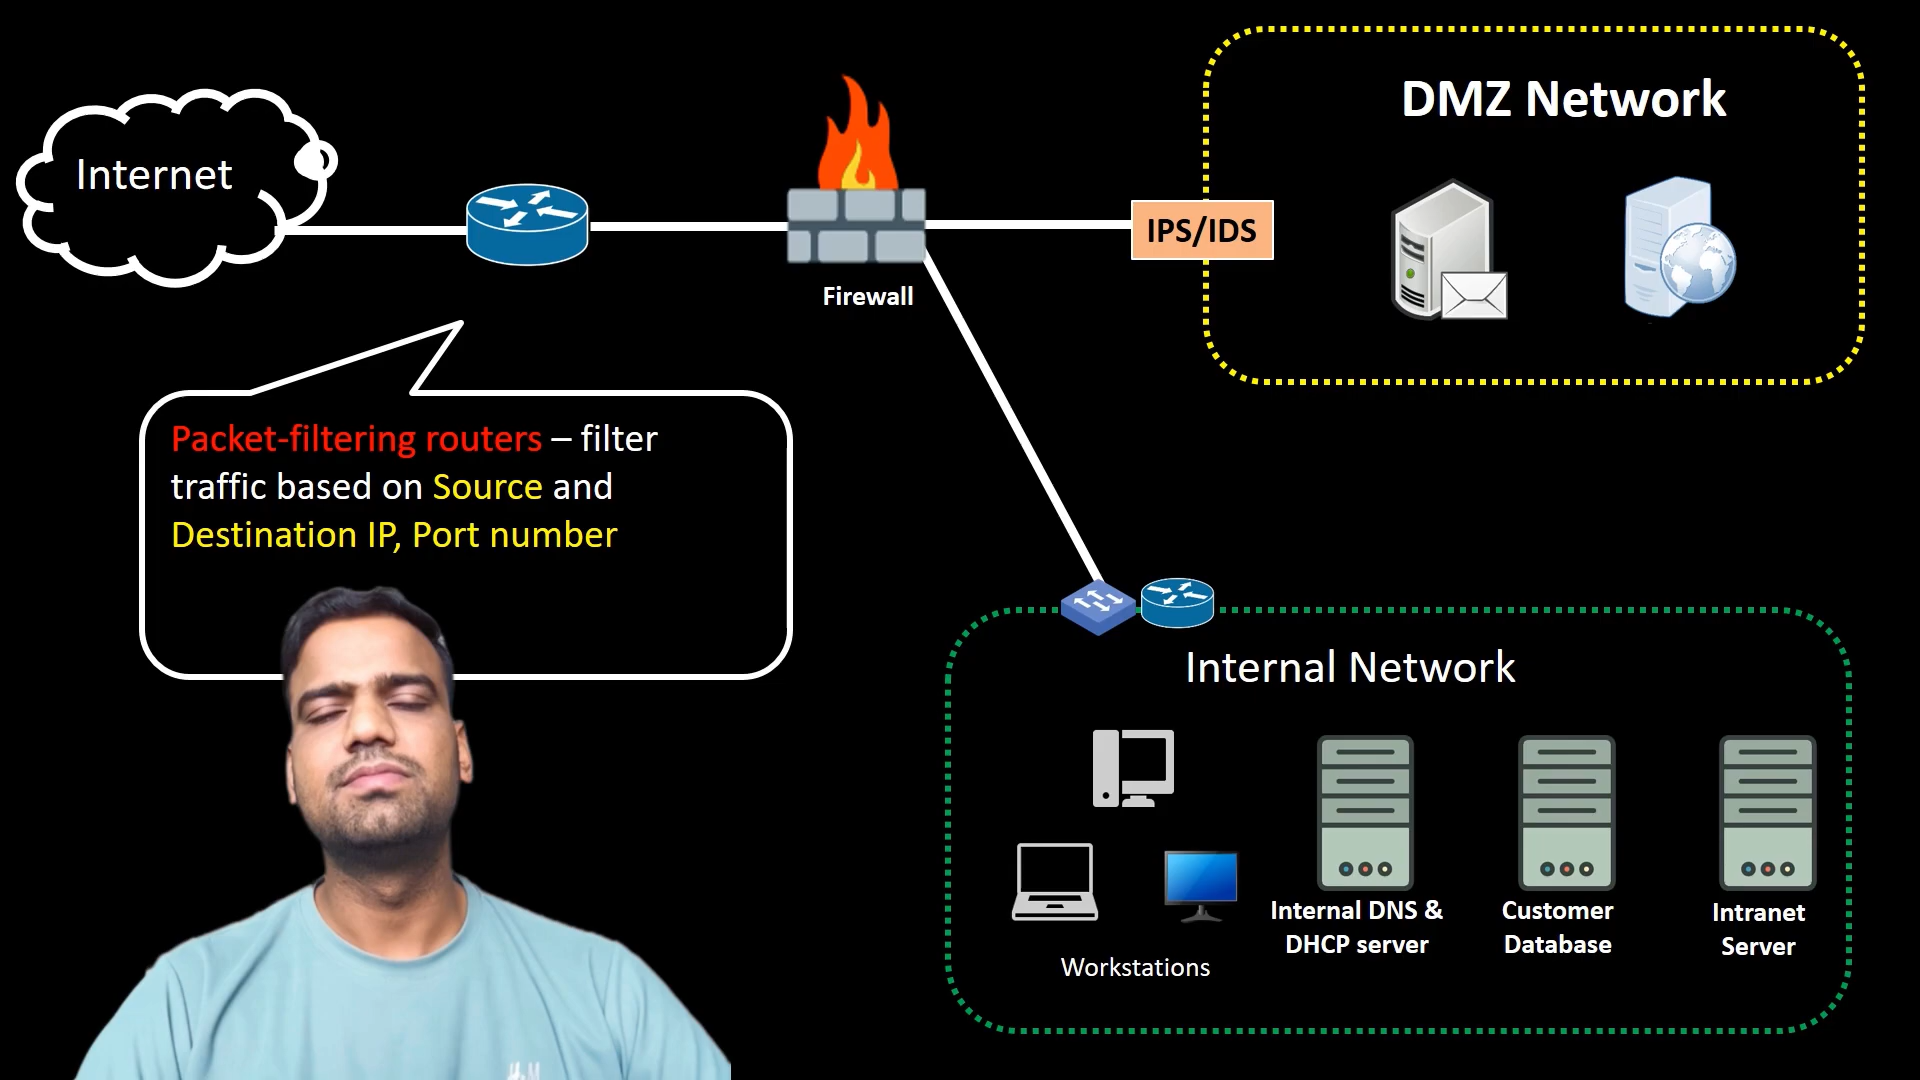 DMZ Network
Internet
IPS/IDS
Firewall
Packet-filtering routers – filter
traffic based on Source and
Destination IP, Port number
Internal Network
Internal DNS &
DHCP server
Customer
Database
Intranet
Server
Workstations